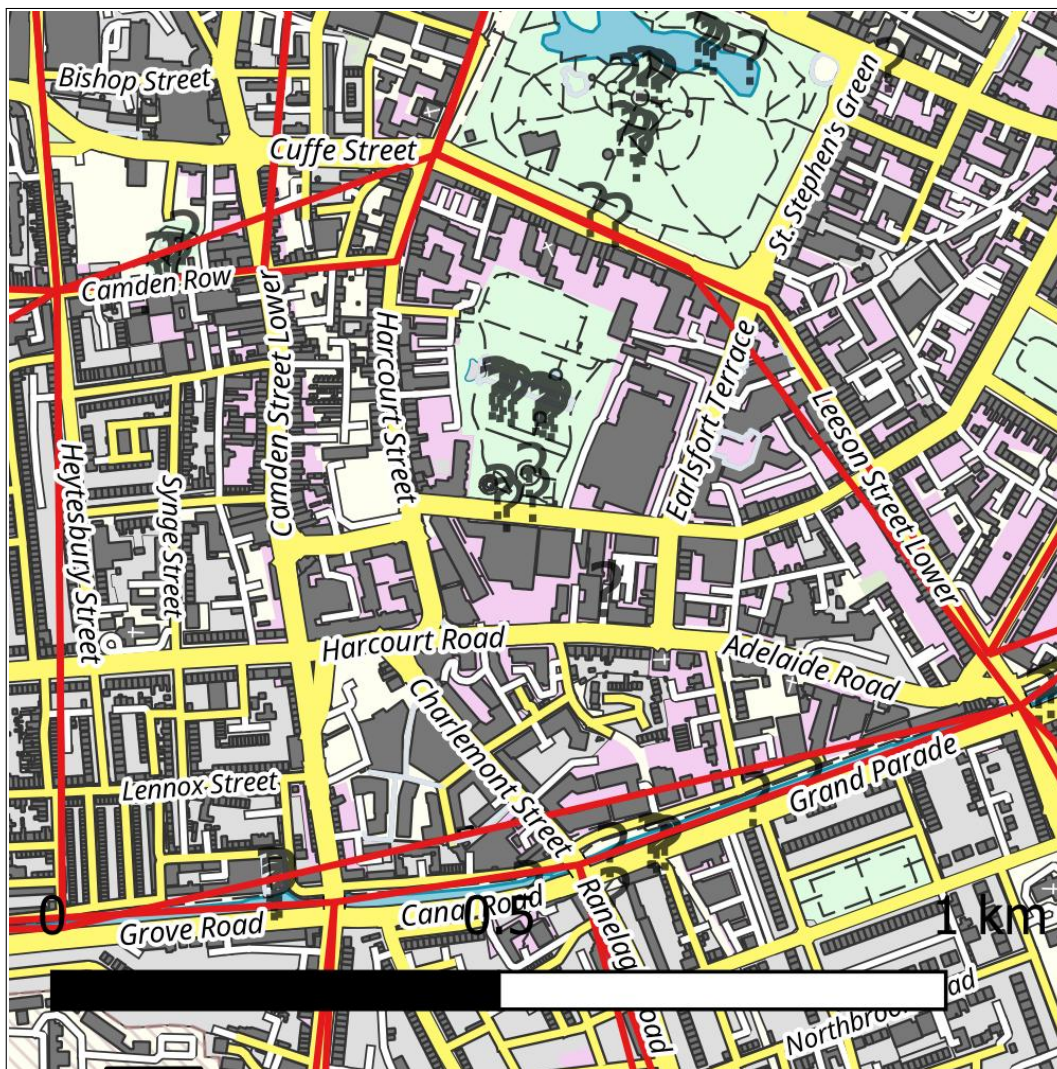 Bishop Street
Cuffe Street
St. Stephen's Green
Camden Row
Camden Street Lower
Harcourt Street
Earlsfort Terrace
Leeson Street Lower
Heytesbury Street
Synge Street
Harcourt Road
Adelaide Road
Charlemont Street
Lennox Street
Grand Parade
Grove Road
Canal Road
0 0.5 1 km